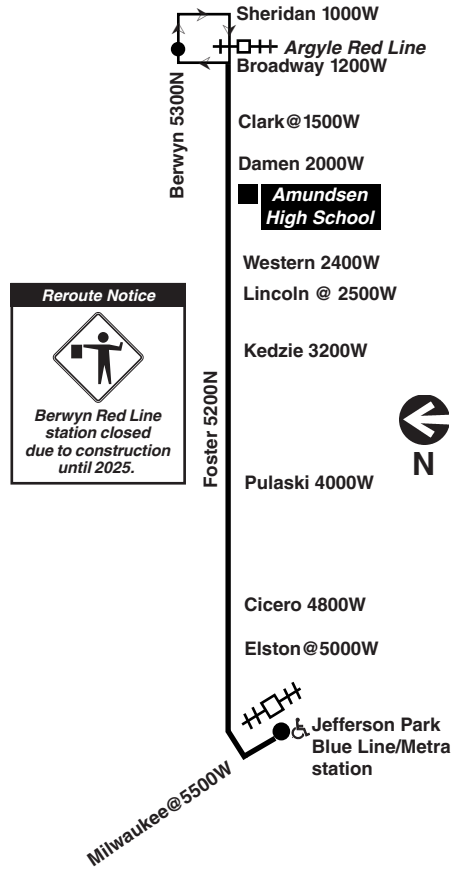 Sheridan 1000W
Argyle Red Line
Broadway 1200W
Berwyn 5300N
Clark@1500W
Damen 2000W
Amundsen
High School
Western 2400W
Lincoln @ 2500W
Reroute Notice
Berwyn Red Line
station closed
due to construction
until 2025.
Kedzie 3200W
Foster 5200N
N
Pulaski 4000W
Cicero 4800W
Elston@5000W
Jefferson Park
Blue Line/Metra
station
Milwaukee@5500W